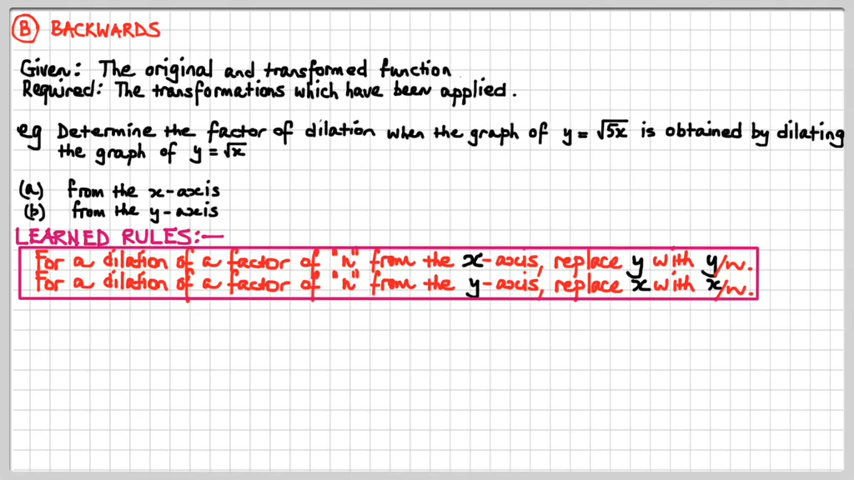 B BACKWARDS
Given: The original and transformed function
Required: The transformations which have been applied.
eg Determine the factor of dilation when the graph of y = √5x is obtained by dilating
the graph of y = √x
(a) from the x-axis
(b) from the y-axis
LEARNED RULES:-
For a dilation of a factor of "n" from the x-axis, replace y with y/n.
For a dilation of a factor of "n" from the y-axis, replace x with x/n.